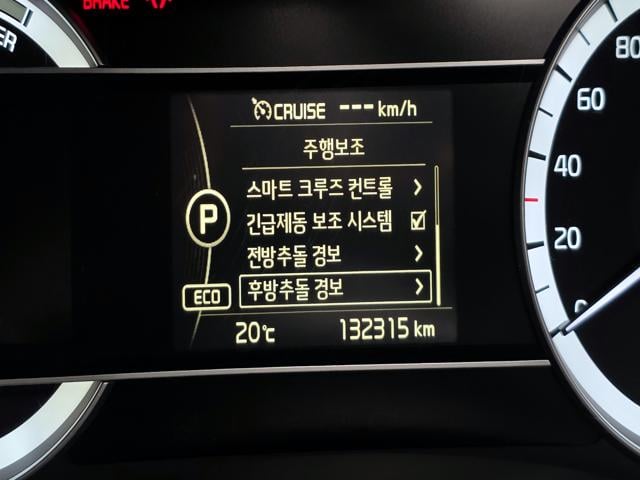 BRAKE
ER
CRUISE --- km/h
주행보조
스마트 크루즈 컨트롤 >
긴급제동 보조 시스템 ☑
전방추돌 경보 >
후방추돌 경보 >
P
ECO
20℃ 132315 km
80
60
40
20
0